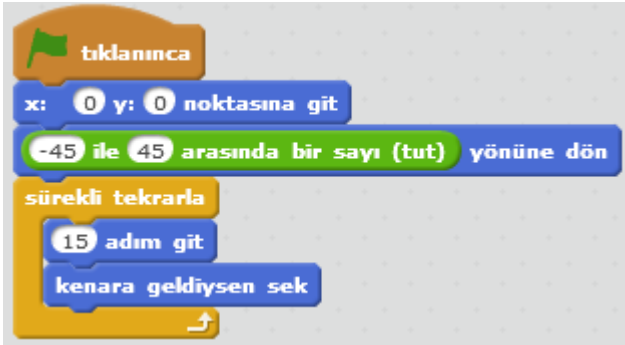 tıklanınca
x: 0 y: 0 noktasına git
-45 ile 45 arasında bir sayı (tut) yönüne dön
sürekli tekrarla
15 adım git
kenara geldiysen sek